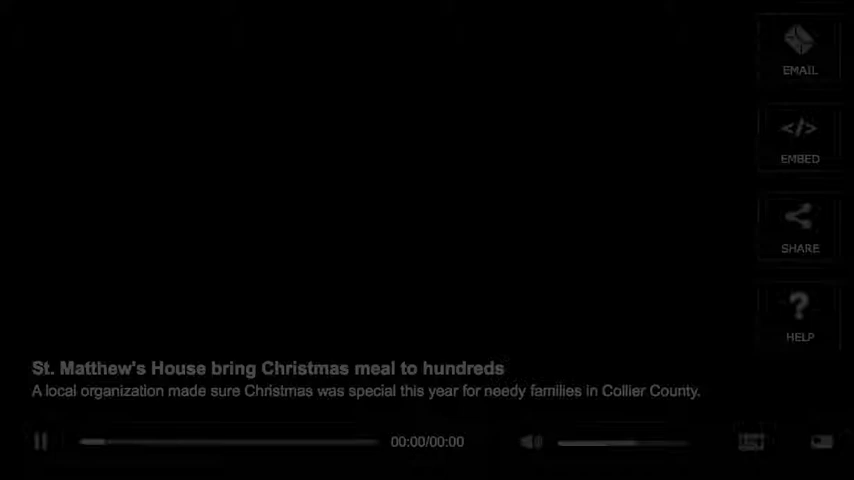 EMAIL
</>
EMBED
SHARE
?
HELP
St. Matthew's House bring Christmas meal to hundreds
A local organization made sure Christmas was special this year for needy families in Collier County.
00:00/00:00
LIST